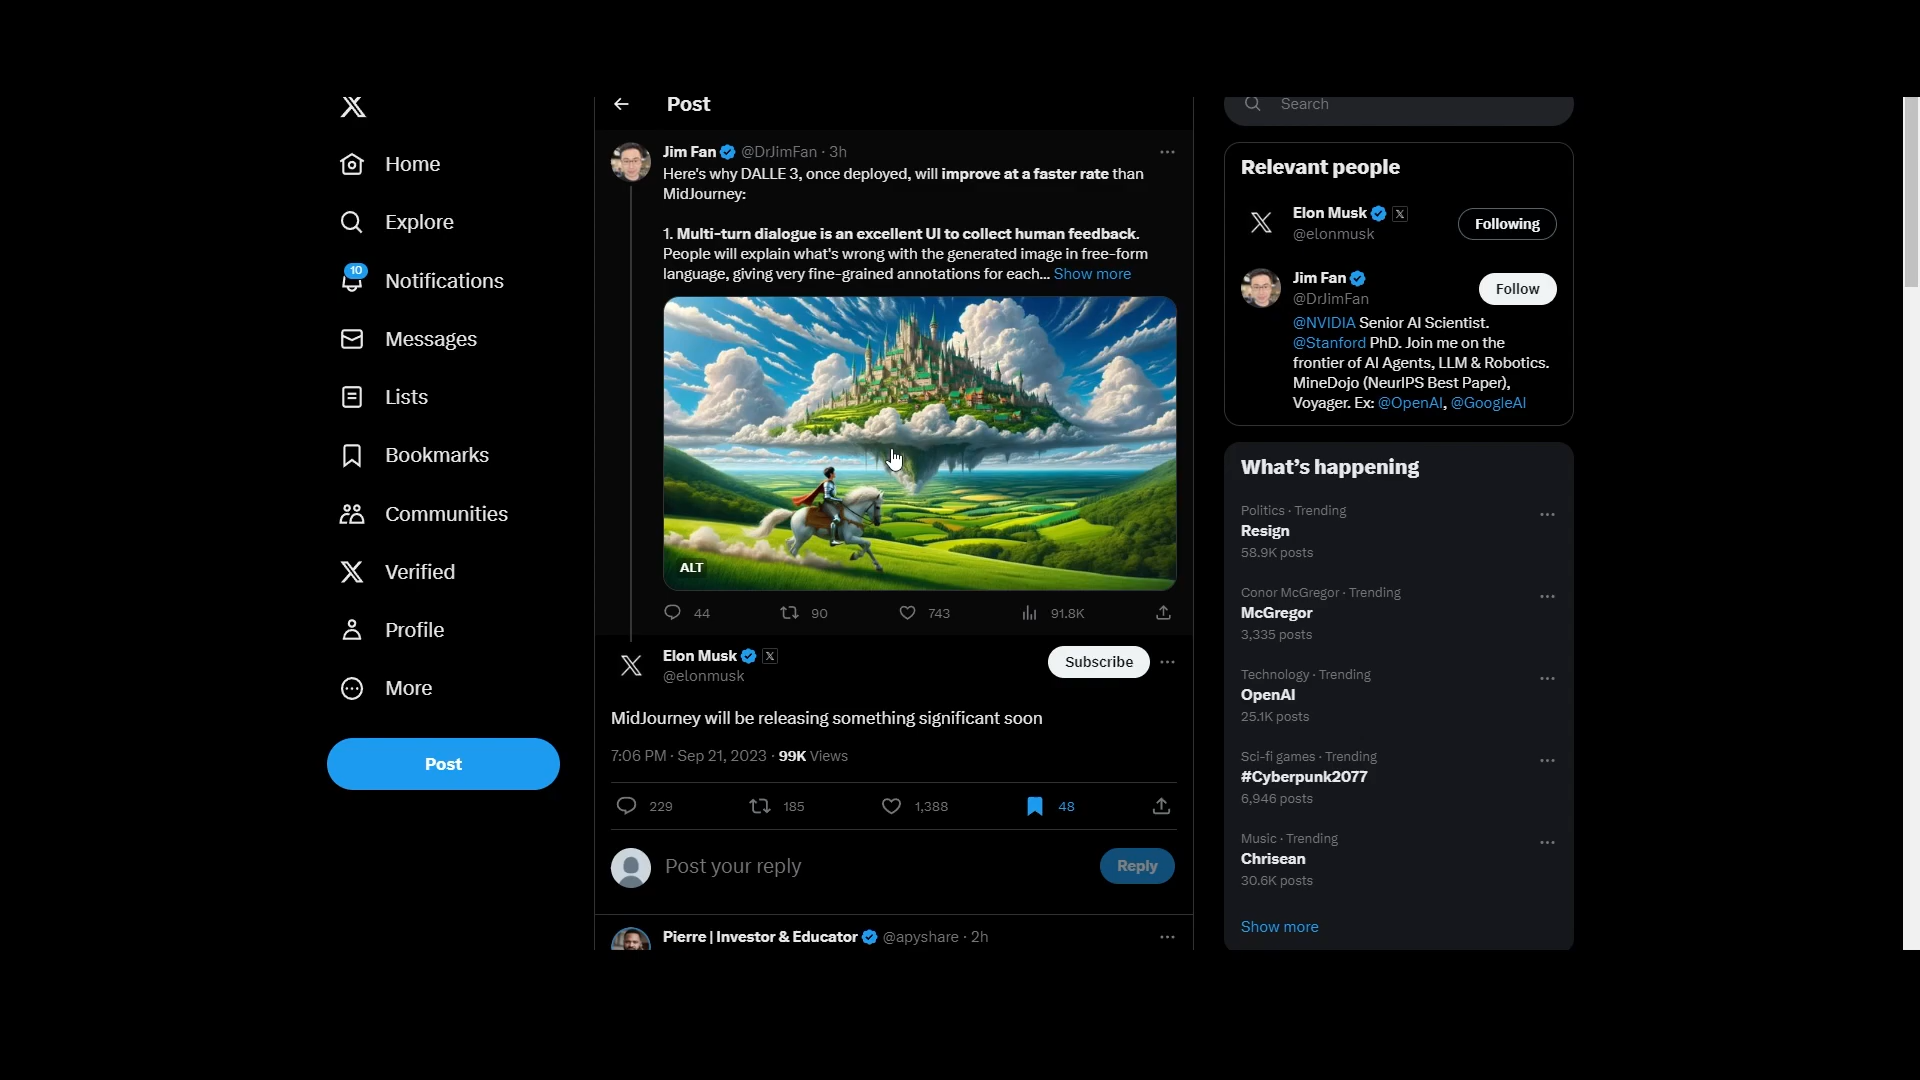 Home
Explore
10
Notifications
Messages
Lists
Bookmarks
Communities
Verified
Profile
More
Post
Post
Jim Fan @DrJimFan · 3h
Here's why DALLE 3, once deployed, will improve at a faster rate than
MidJourney:
1. Multi-turn dialogue is an excellent UI to collect human feedback.
People will explain what's wrong with the generated image in free-form
language, giving very fine-grained annotations for each... Show more
ALT
44 90 743 91.8K
Elon Musk
@elonmusk
Subscribe
MidJourney will be releasing something significant soon
7:06 PM · Sep 21, 2023 · 99K Views
229 185 1,388 48
Post your reply
Reply
Pierre | Investor & Educator @apyshare · 2h
Search
Relevant people
Elon Musk
@elonmusk
Following
Jim Fan
@DrJimFan
Follow
@NVIDIA Senior AI Scientist.
@Stanford PhD. Join me on the
frontier of AI Agents, LLM & Robotics.
MineDojo (NeurIPS Best Paper),
Voyager. Ex: @OpenAI, @GoogleAI
What's happening
Politics · Trending
Resign
58.9K posts
Conor McGregor · Trending
McGregor
3,335 posts
Technology · Trending
OpenAI
25.1K posts
Sci-fi games · Trending
#Cyberpunk2077
6,946 posts
Music · Trending
Chrisean
30.6K posts
Show more